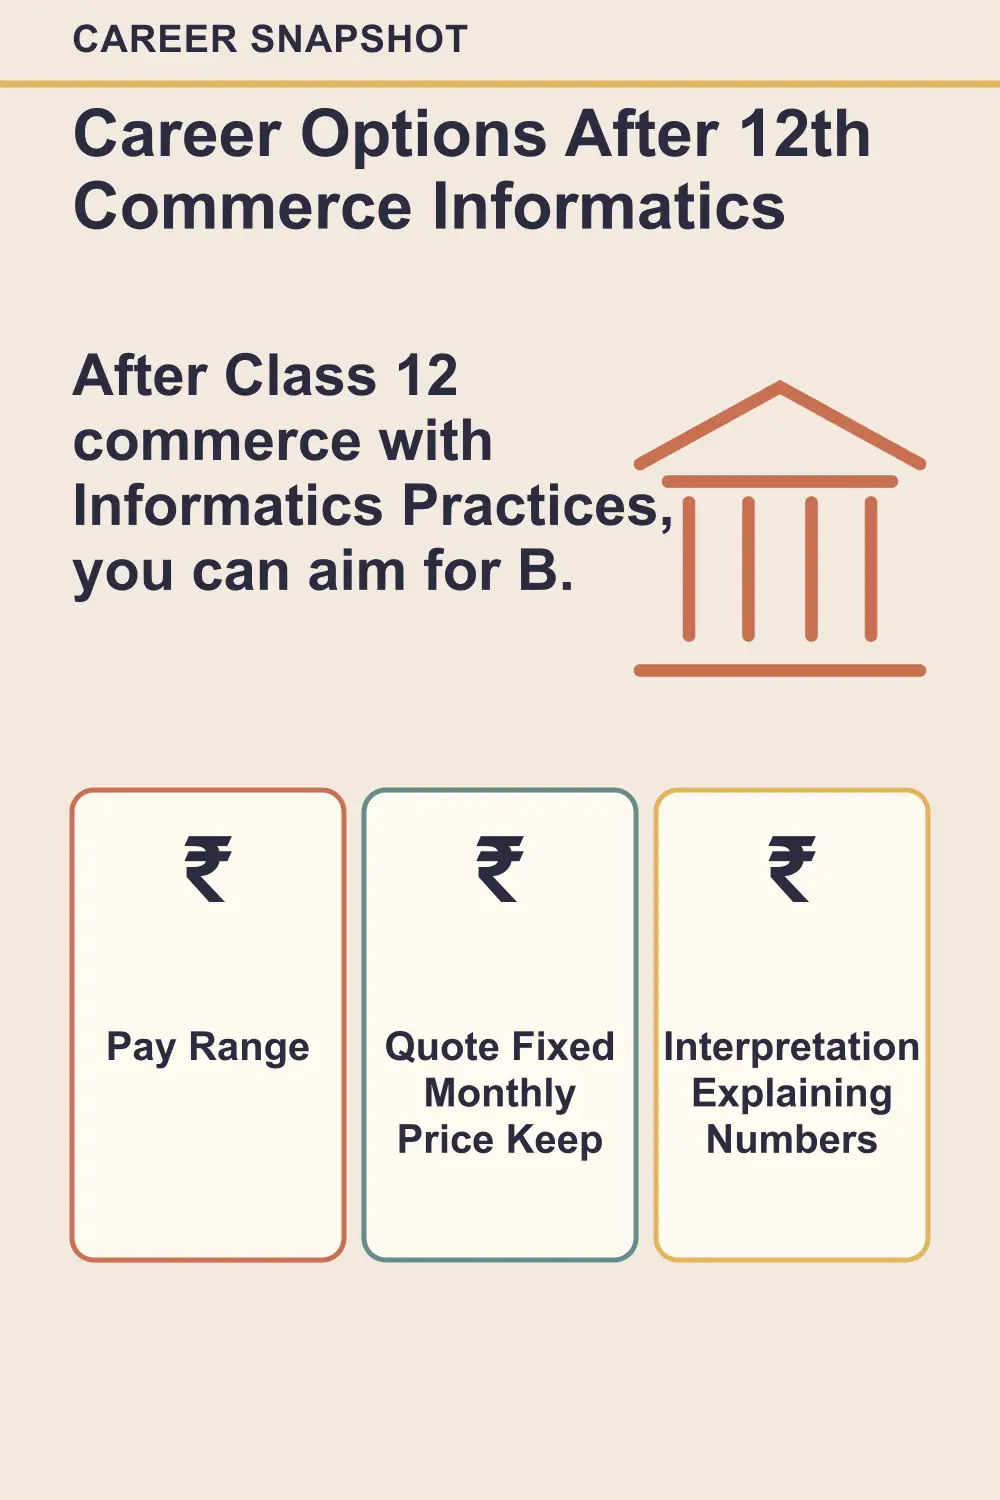 CAREER SNAPSHOT
Career Options After 12th
Commerce Informatics
After Class 12
commerce with
Informatics Practices,
you can aim for B.
₹
₹
₹
Pay Range
Quote Fixed
Monthly
Price Keep
Interpretation
Explaining
Numbers